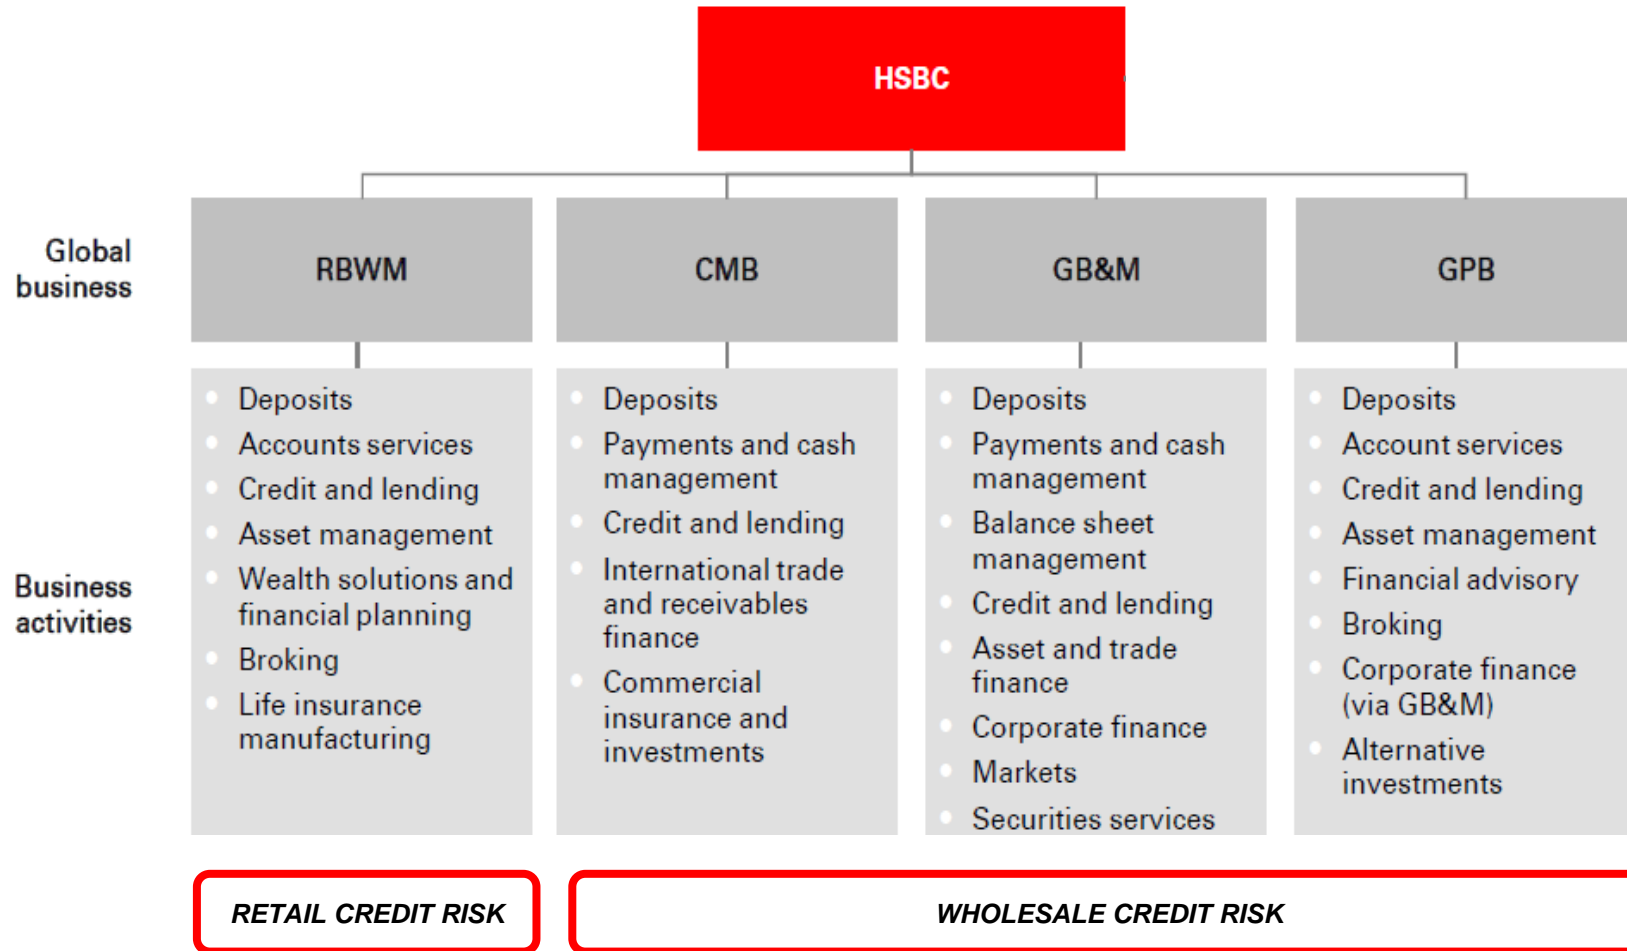 HSBC
Global
business
RBWM
CMB
GB&M
GPB
Business
activities
Deposits
Accounts services
Credit and lending
Asset management
Wealth solutions and
financial planning
Broking
Life insurance
manufacturing
Deposits
Payments and cash
management
Credit and lending
International trade
and receivables
finance
Commercial
insurance and
investments
Deposits
Payments and cash
management
Balance sheet
management
Credit and lending
Asset and trade
finance
Corporate finance
Markets
Securities services
Deposits
Account services
Credit and lending
Asset management
Financial advisory
Broking
Corporate finance
(via GB&M)
Alternative
investments
RETAIL CREDIT RISK
WHOLESALE CREDIT RISK